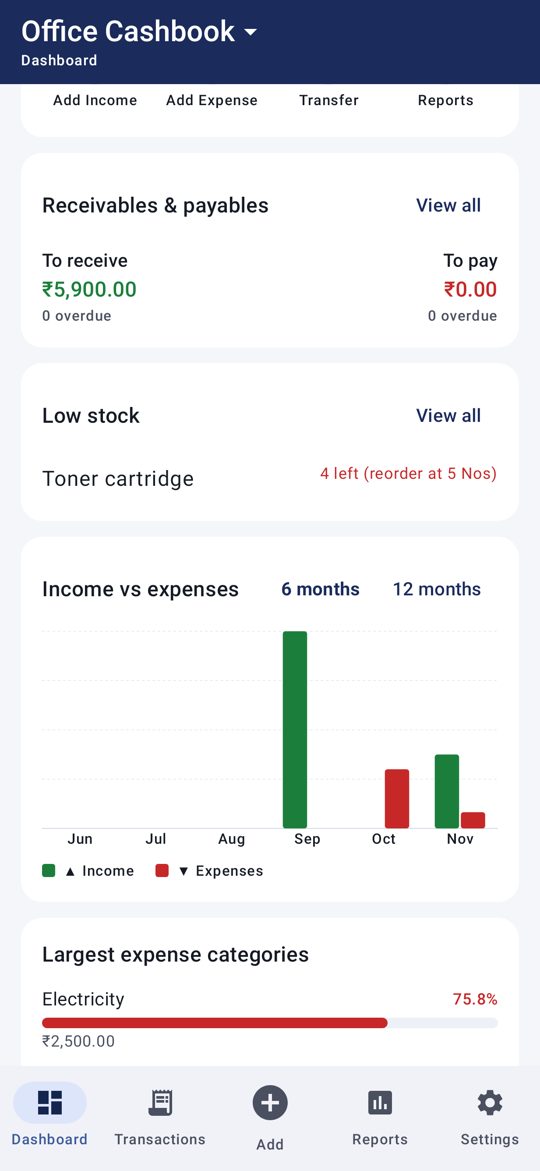 Office Cashbook
Dashboard
Add Income Add Expense Transfer Reports
Receivables & payables View all
To receive To pay
₹5,900.00 ₹0.00
0 overdue 0 overdue
Low stock View all
Toner cartridge 4 left (reorder at 5 Nos)
Income vs expenses 6 months 12 months
Jun Jul Aug Sep Oct Nov
▲ Income ▼ Expenses
Largest expense categories
Electricity 75.8%
₹2,500.00
Dashboard Transactions Add Reports Settings